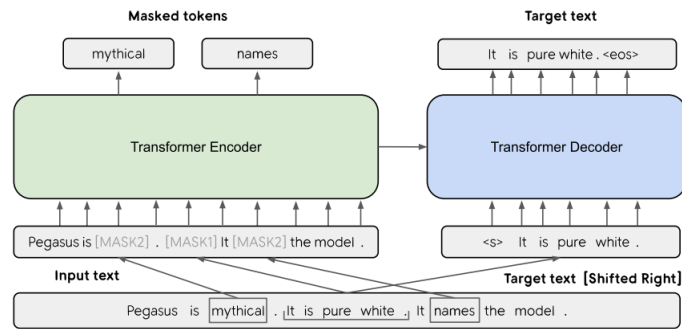 Masked tokens
Target text
mythical
names
It is pure white . <eos>
Transformer Encoder
Transformer Decoder
Pegasus is [MASK2] . [MASK1] It [MASK2] the model .
<s> It is pure white .
Input text
Target text [Shifted Right]
Pegasus is mythical . It is pure white . It names the model .